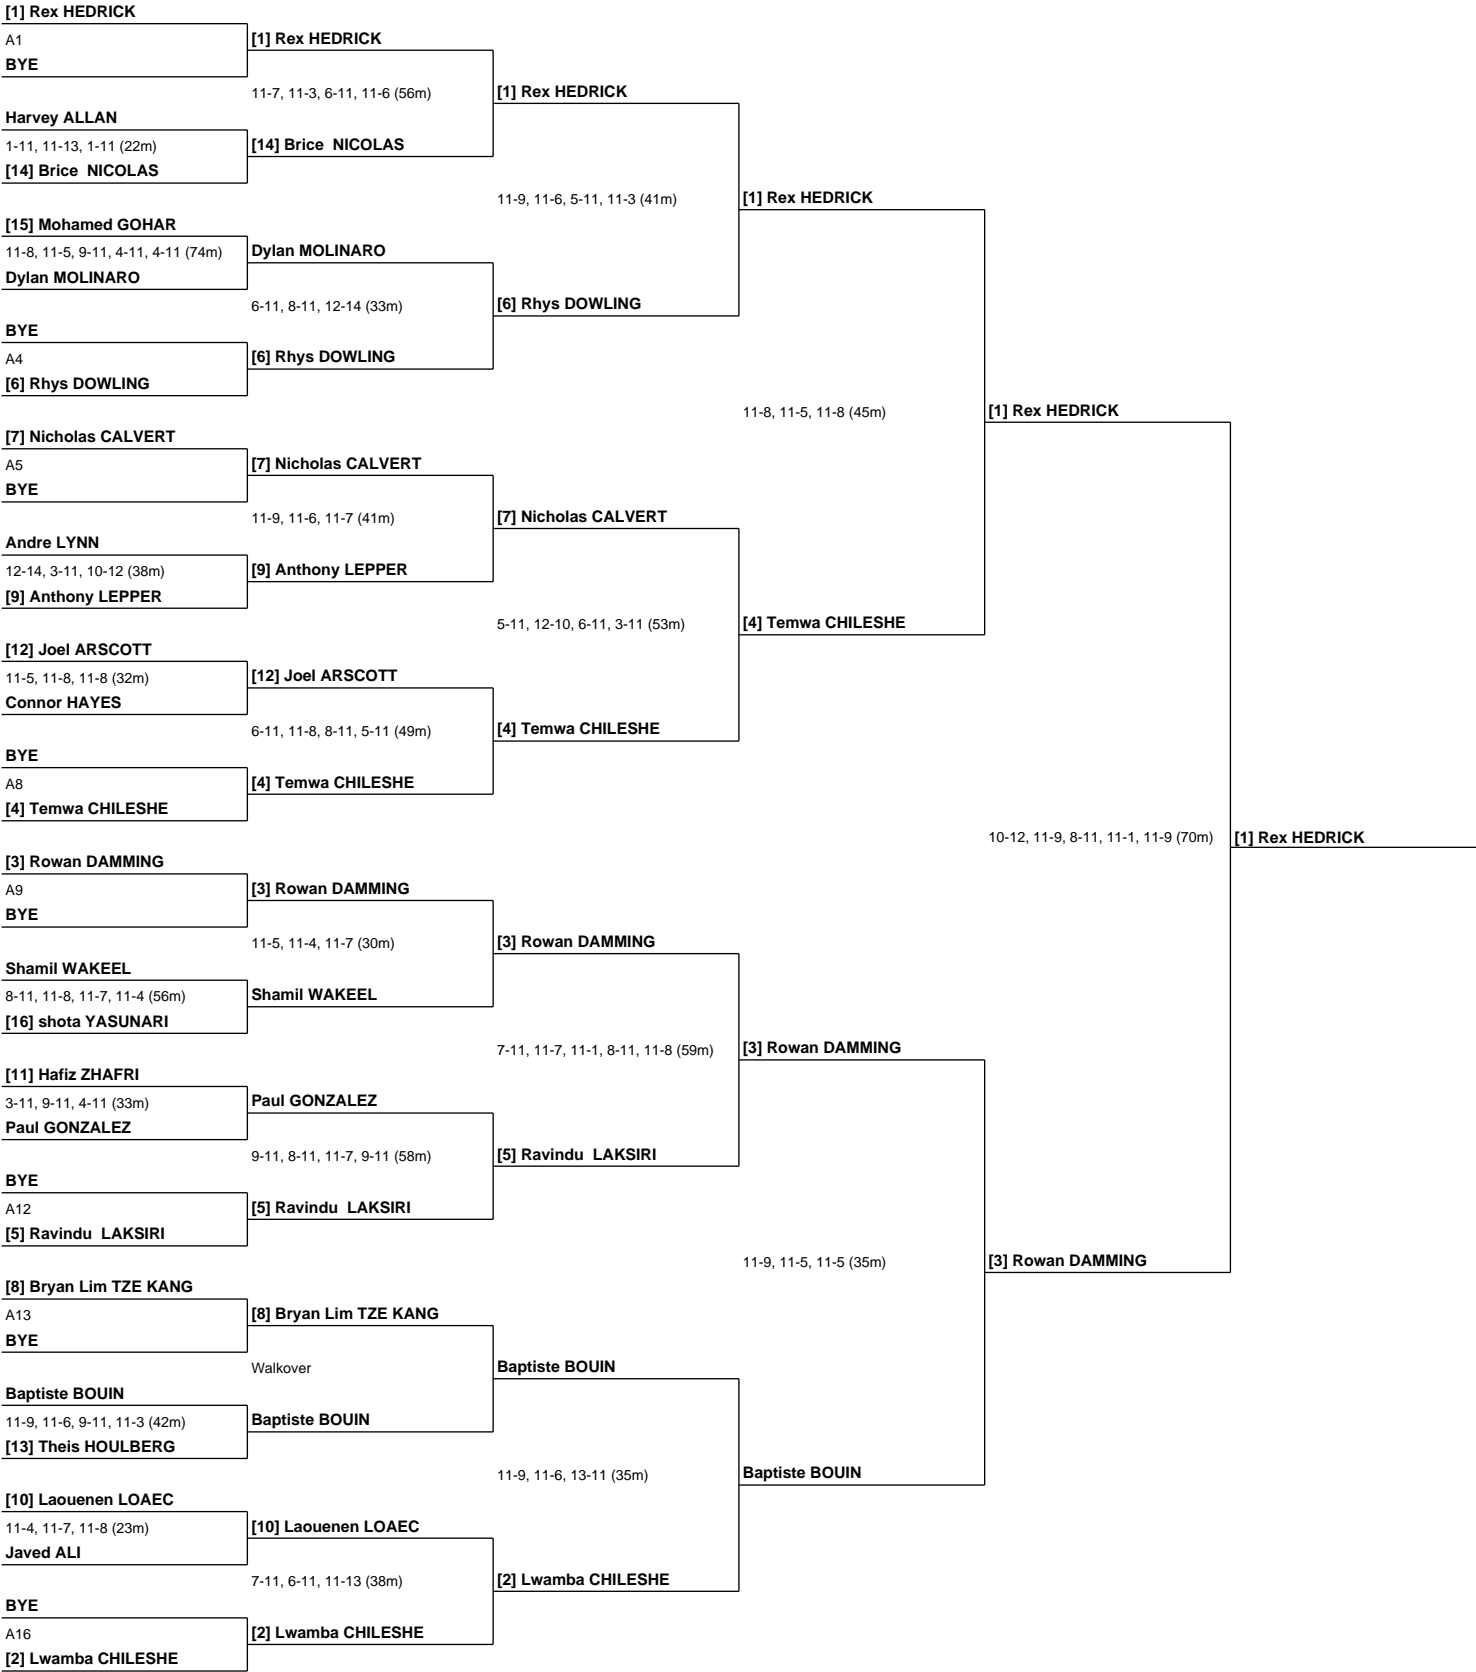 [1] Rex HEDRICK
A1
[1] Rex HEDRICK
BYE
11-7, 11-3, 6-11, 11-6 (56m)
[1] Rex HEDRICK
Harvey ALLAN
1-11, 11-13, 1-11 (22m)
[14] Brice  NICOLAS
[14] Brice  NICOLAS
11-9, 11-6, 5-11, 11-3 (41m)
[1] Rex HEDRICK
[15] Mohamed GOHAR
11-8, 11-5, 9-11, 4-11, 4-11 (74m)
Dylan MOLINARO
Dylan MOLINARO
6-11, 8-11, 12-14 (33m)
[6] Rhys DOWLING
BYE
A4
[6] Rhys DOWLING
[6] Rhys DOWLING
11-8, 11-5, 11-8 (45m)
[1] Rex HEDRICK
[7] Nicholas CALVERT
A5
[7] Nicholas CALVERT
BYE
11-9, 11-6, 11-7 (41m)
[7] Nicholas CALVERT
Andre LYNN
12-14, 3-11, 10-12 (38m)
[9] Anthony LEPPER
[9] Anthony LEPPER
5-11, 12-10, 6-11, 3-11 (53m)
[4] Temwa CHILESHE
[12] Joel ARSCOTT
11-5, 11-8, 11-8 (32m)
[12] Joel ARSCOTT
Connor HAYES
6-11, 11-8, 8-11, 5-11 (49m)
[4] Temwa CHILESHE
BYE
A8
[4] Temwa CHILESHE
[4] Temwa CHILESHE
10-12, 11-9, 8-11, 11-1, 11-9 (70m)
[1] Rex HEDRICK
[3] Rowan DAMMING
A9
[3] Rowan DAMMING
BYE
11-5, 11-4, 11-7 (30m)
[3] Rowan DAMMING
Shamil WAKEEL
8-11, 11-8, 11-7, 11-4 (56m)
Shamil WAKEEL
[16] shota YASUNARI
7-11, 11-7, 11-1, 8-11, 11-8 (59m)
[3] Rowan DAMMING
[11] Hafiz ZHAFRI
3-11, 9-11, 4-11 (33m)
Paul GONZALEZ
Paul GONZALEZ
9-11, 8-11, 11-7, 9-11 (58m)
[5] Ravindu  LAKSIRI
BYE
A12
[5] Ravindu  LAKSIRI
[5] Ravindu  LAKSIRI
11-9, 11-5, 11-5 (35m)
[3] Rowan DAMMING
[8] Bryan Lim TZE KANG
A13
[8] Bryan Lim TZE KANG
BYE
Walkover
Baptiste BOUIN
Baptiste BOUIN
11-9, 11-6, 9-11, 11-3 (42m)
Baptiste BOUIN
[13] Theis HOULBERG
11-9, 11-6, 13-11 (35m)
Baptiste BOUIN
[10] Laouenen LOAEC
11-4, 11-7, 11-8 (23m)
[10] Laouenen LOAEC
Javed ALI
7-11, 6-11, 11-13 (38m)
[2] Lwamba CHILESHE
BYE
A16
[2] Lwamba CHILESHE
[2] Lwamba CHILESHE